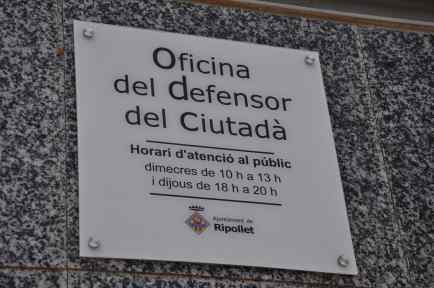 Oficina
del defensor
del Ciutadà
Horari d'atenció al públic
dimecres de 10 h a 13 h
i dijous de 18 h a 20 h
Ajuntament de
Ripollet